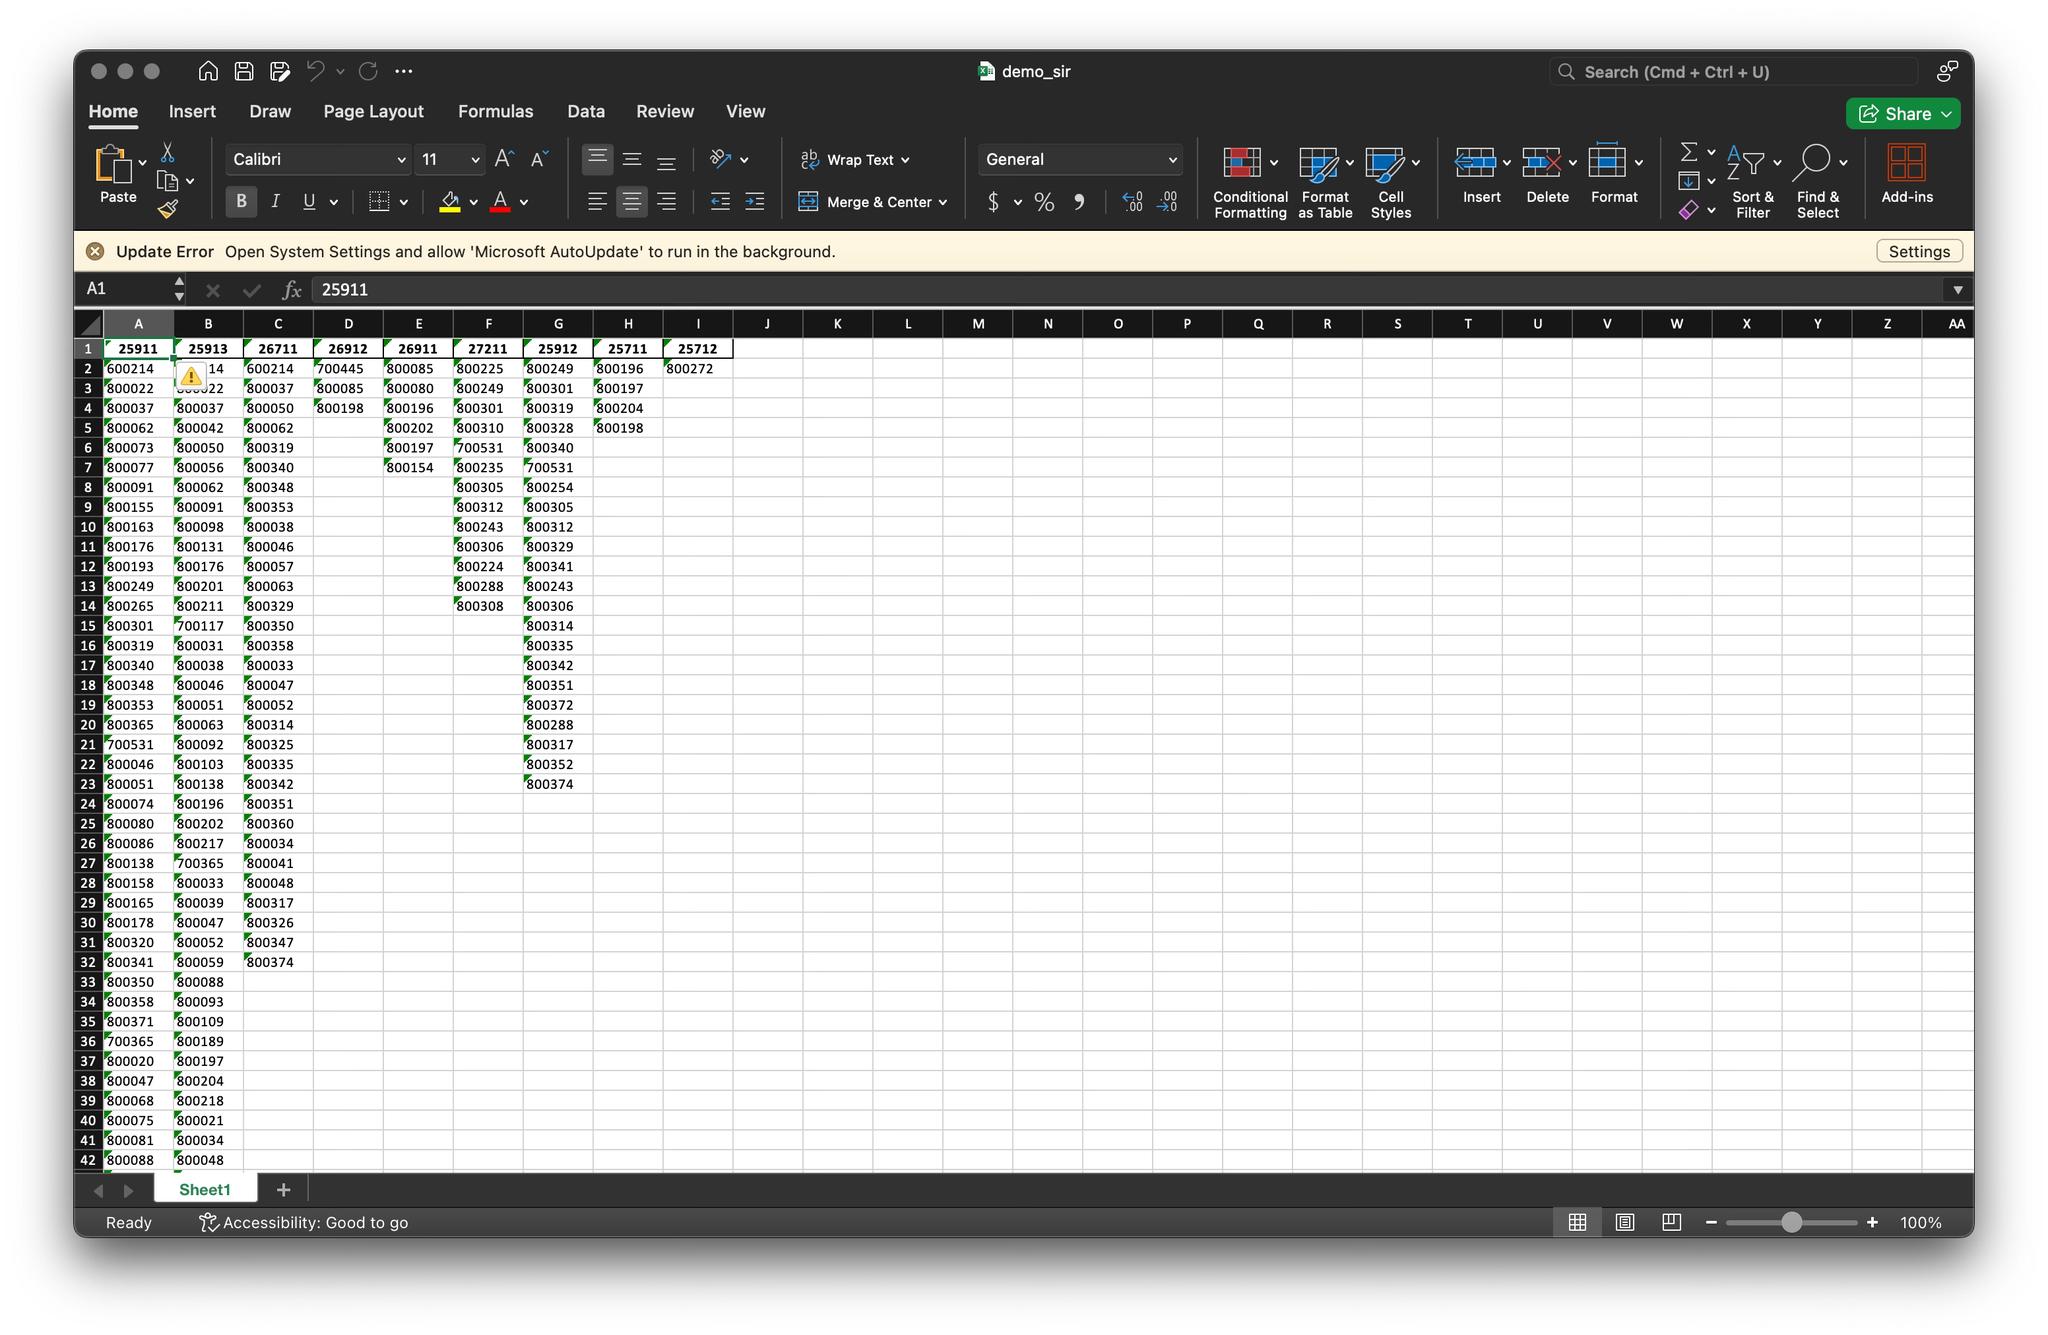 demo_sir
Search (Cmd + Ctrl + U)
Home Insert Draw Page Layout Formulas Data Review View Share
Paste
Calibri 11
B I U
ab Wrap Text
Merge & Center
General
$ % 9
Conditional Formatting
Format as Table
Cell Styles
Insert Delete Format
Sort & Filter
Find & Select
Add-ins
Update Error Open System Settings and allow 'Microsoft AutoUpdate' to run in the background. Settings
A1 fx 25911
A B C D E F G H I J K L M N O P Q R S T U V W X Y Z AA
1 25911 25913 26711 26912 26911 27211 25912 25711 25712
2 600214 14 600214 700445 800085 800225 800249 800196 800272
3 800022 22 800037 800085 800080 800249 800301 800197
4 800037 800037 800050 800198 800196 800301 800319 800204
5 800062 800042 800062 800202 800310 800328 800198
6 800073 800050 800319 800197 700531 800340
7 800077 800056 800340 800154 800235 700531
8 800091 800062 800348 800305 800254
9 800155 800091 800353 800312 800305
10 800163 800098 800038 800243 800312
11 800176 800131 800046 800306 800329
12 800193 800176 800057 800224 800341
13 800249 800201 800063 800288 800243
14 800265 800211 800329 800308 800306
15 800301 700117 800350 800314
16 800319 800031 800358 800335
17 800340 800038 800033 800342
18 800348 800046 800047 800351
19 800353 800051 800052 800372
20 800365 800063 800314 800288
21 700531 800092 800325 800317
22 800046 800103 800335 800352
23 800051 800138 800342 800374
24 800074 800196 800351
25 800080 800202 800360
26 800086 800217 800034
27 800138 700365 800041
28 800158 800033 800048
29 800165 800039 800317
30 800178 800047 800326
31 800320 800052 800347
32 800341 800059 800374
33 800350 800088
34 800358 800093
35 800371 800109
36 700365 800189
37 800020 800197
38 800047 800204
39 800068 800218
40 800075 800021
41 800081 800034
42 800088 800048
Sheet1 +
Ready Accessibility: Good to go 100%